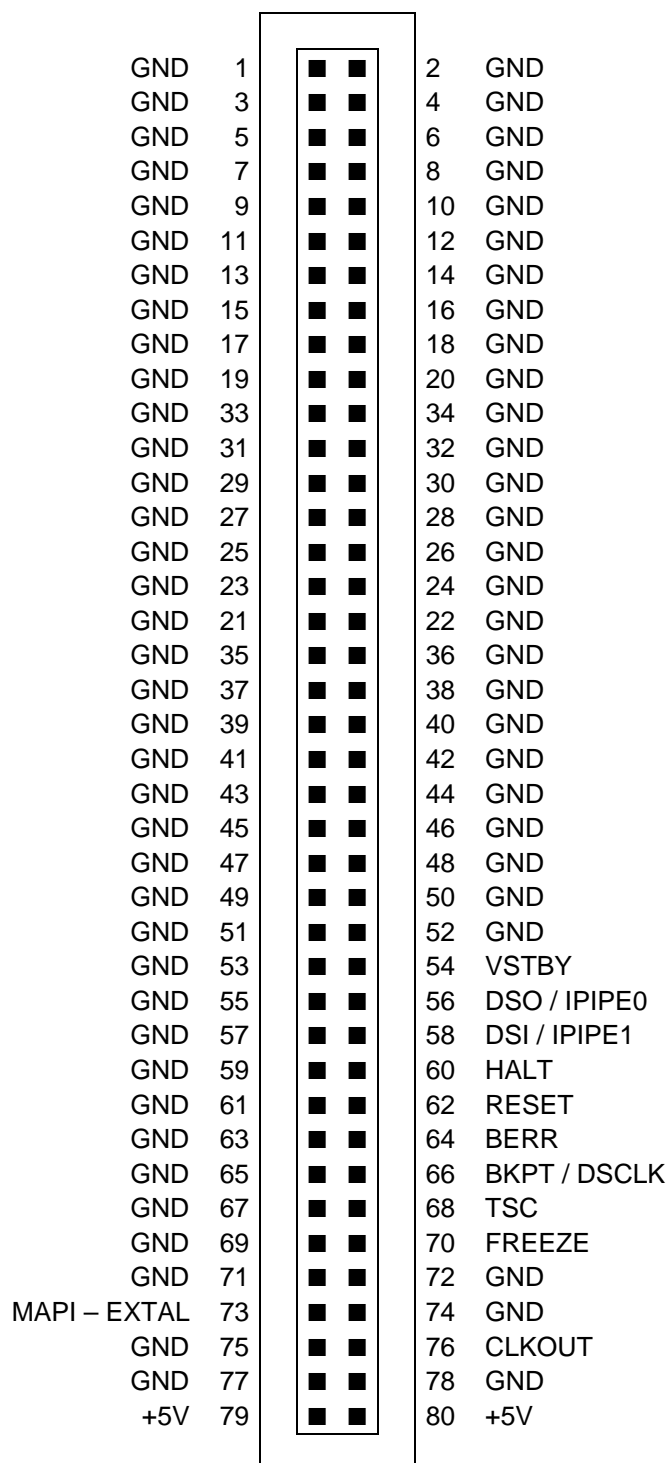 GND 1 2 GND
GND 3 4 GND
GND 5 6 GND
GND 7 8 GND
GND 9 10 GND
GND 11 12 GND
GND 13 14 GND
GND 15 16 GND
GND 17 18 GND
GND 19 20 GND
GND 33 34 GND
GND 31 32 GND
GND 29 30 GND
GND 27 28 GND
GND 25 26 GND
GND 23 24 GND
GND 21 22 GND
GND 35 36 GND
GND 37 38 GND
GND 39 40 GND
GND 41 42 GND
GND 43 44 GND
GND 45 46 GND
GND 47 48 GND
GND 49 50 GND
GND 51 52 GND
GND 53 54 VSTBY
GND 55 56 DSO / IPIPE0
GND 57 58 DSI / IPIPE1
GND 59 60 HALT
GND 61 62 RESET
GND 63 64 BERR
GND 65 66 BKPT / DSCLK
GND 67 68 TSC
GND 69 70 FREEZE
GND 71 72 GND
MAPI – EXTAL 73 74 GND
GND 75 76 CLKOUT
GND 77 78 GND
+5V 79 80 +5V